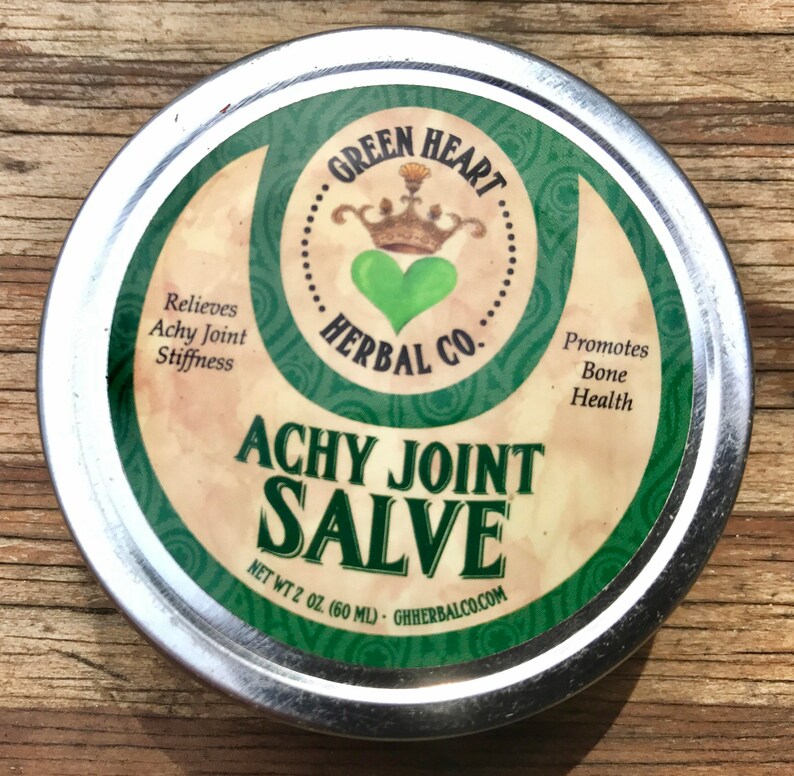 GREEN HEART
HERBAL CO.
Relieves
Achy Joint
Stiffness
Promotes
Bone
Health
ACHY JOINT
SALVE
NET WT 2 OZ. (60 ML) · GHHERBALCO.COM